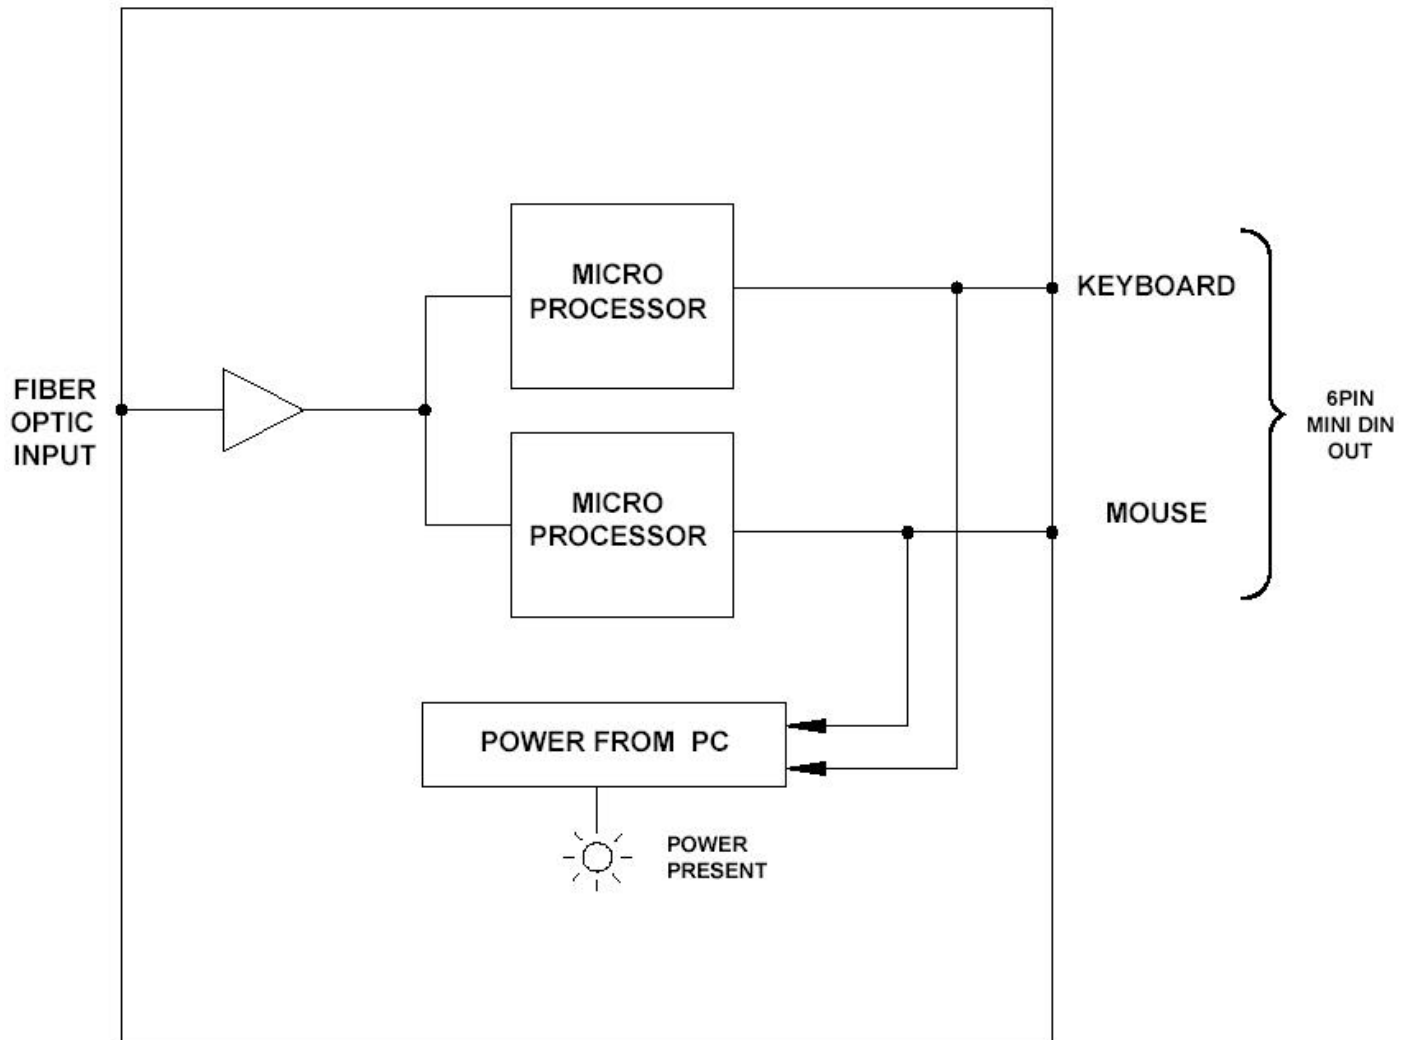 MICRO
PROCESSOR
KEYBOARD
FIBER
OPTIC
INPUT
6PIN
MINI DIN
OUT
MICRO
PROCESSOR
MOUSE
POWER FROM PC
POWER
PRESENT